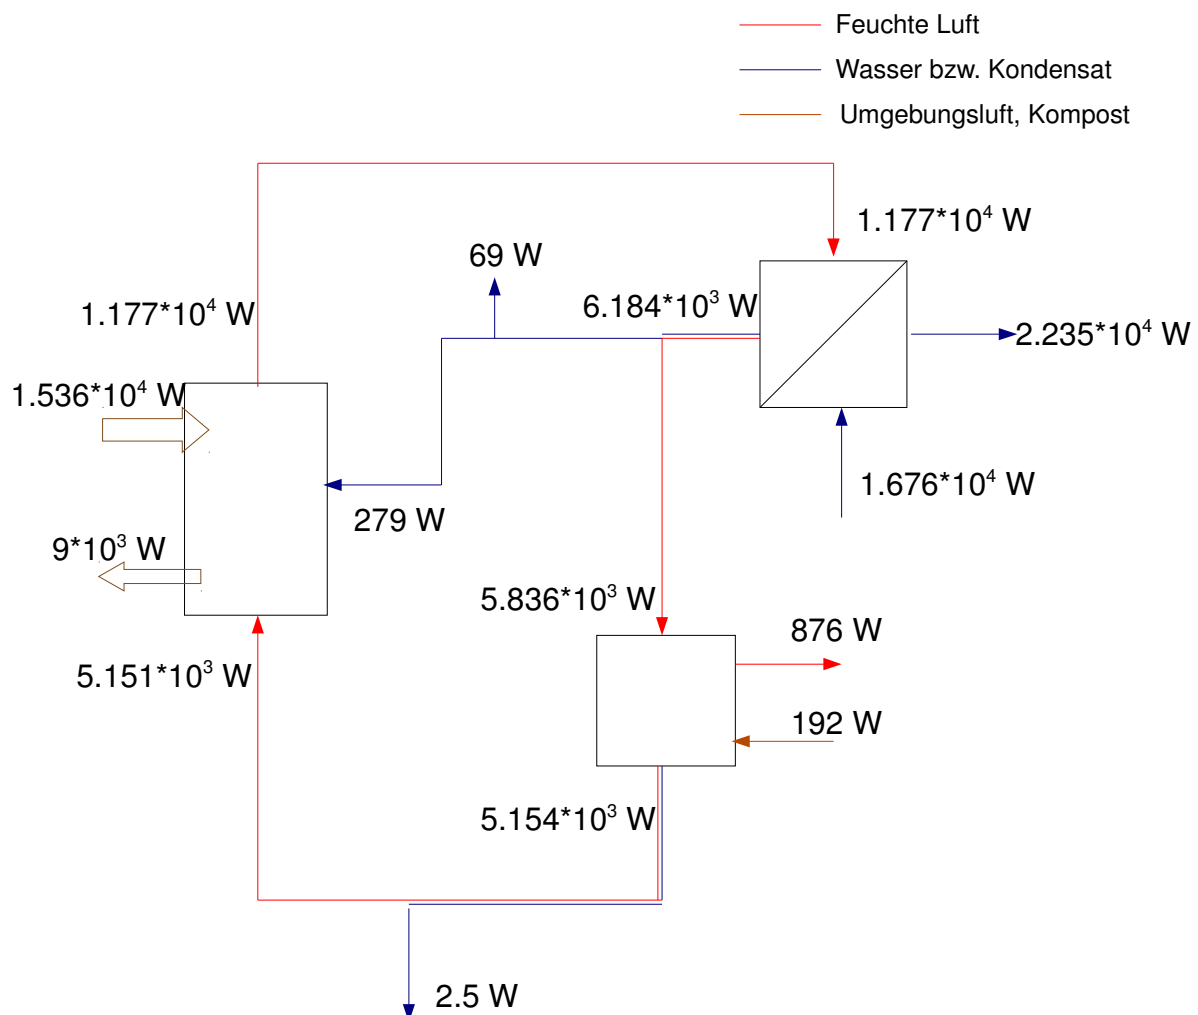 Feuchte Luft
Wasser bzw. Kondensat
Umgebungsluft, Kompost
1.177*10⁴ W
69 W
6.184*10³ W
1.177*10⁴ W
2.235*10⁴ W
1.536*10⁴ W
1.676*10⁴ W
279 W
9*10³ W
5.836*10³ W
876 W
5.151*10³ W
192 W
5.154*10³ W
2.5 W